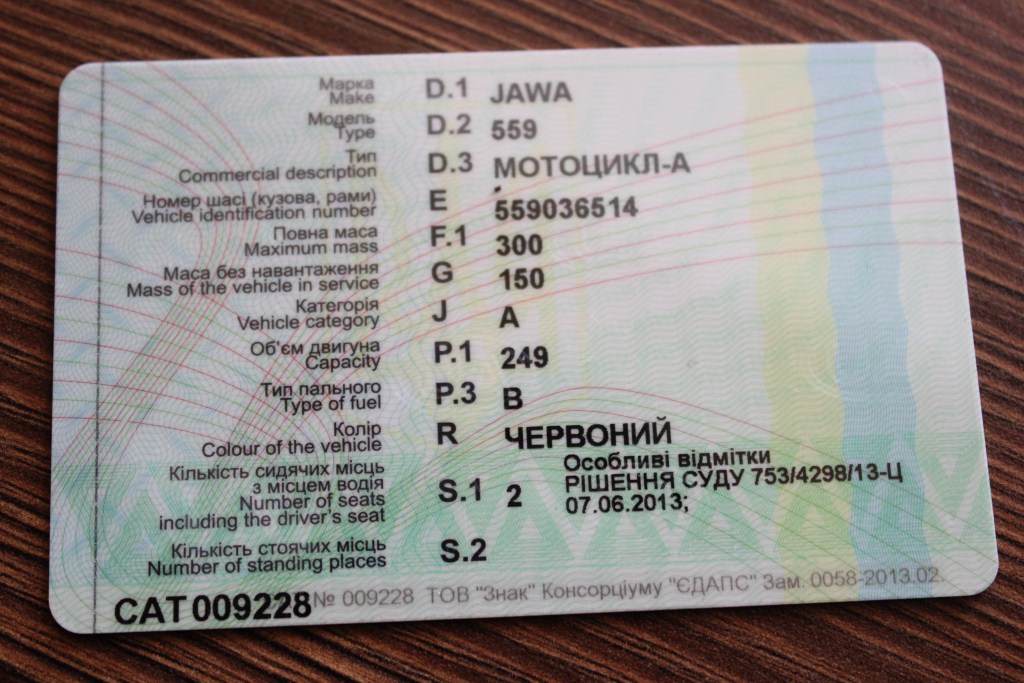 Марка
Make D.1 JAWA
Модель
Type D.2 559
Тип
Commercial description D.3 МОТОЦИКЛ-А
Номер шасі (кузова, рами)
Vehicle identification number E 559036514
Повна маса
Maximum mass F.1 300
Маса без навантаження
Mass of the vehicle in service G 150
Категорія
Vehicle category J A
Об'єм двигуна
Capacity P.1 249
Тип пального
Type of fuel P.3 B
Колір
Colour of the vehicle R ЧЕРВОНИЙ
Кількість сидячих місць
з місцем водія
Number of seats
including the driver's seat S.1 2
Особливі відмітки
РІШЕННЯ СУДУ 753/4298/13-Ц
07.06.2013;
Кількість стоячих місць
Number of standing places S.2
САТ 009228 № 009228 ТОВ "Знак" Консорціуму "ЄДАПС" Зам. 0058-2013.02.